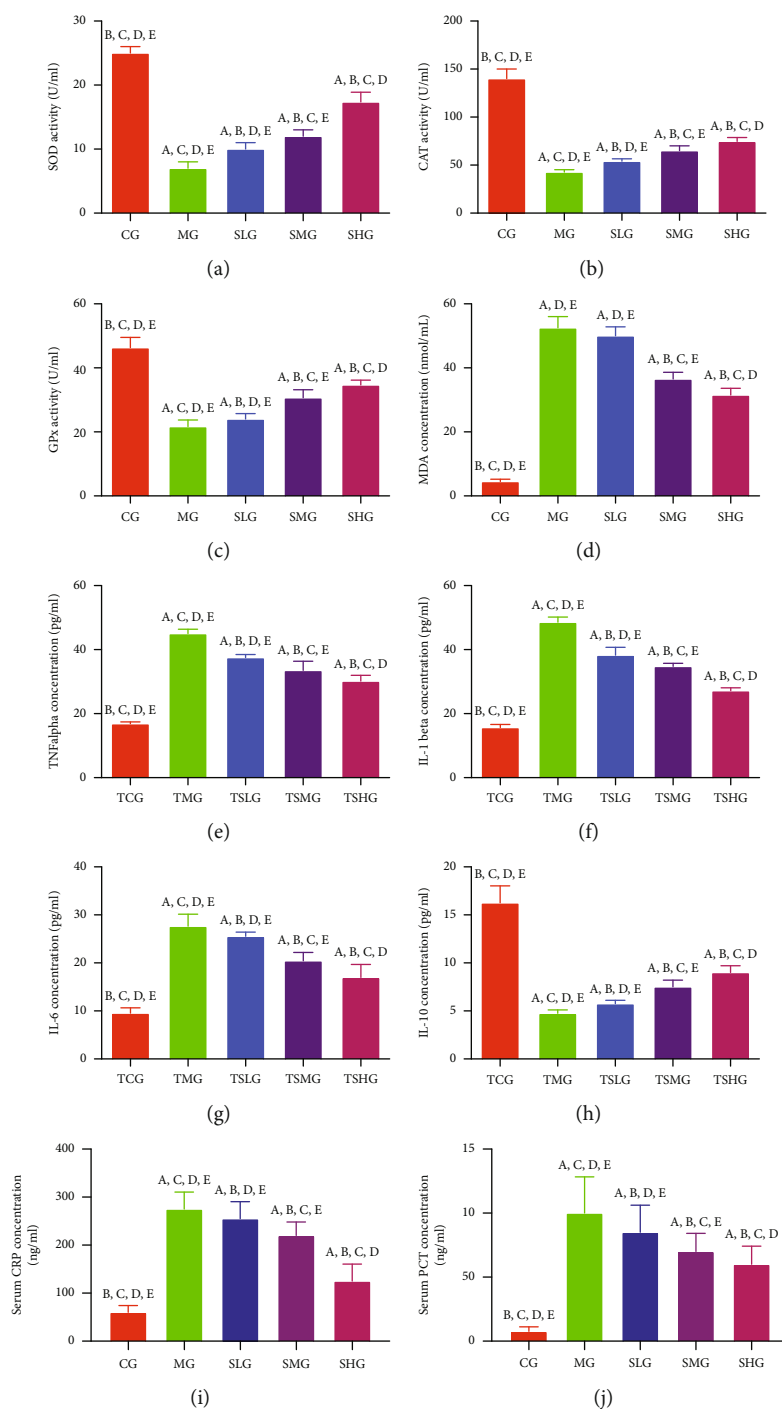 30
20
10
0
SOD activity (U/ml)
B, C, D, E
A, C, D, E
A, B, D, E
A, B, C, E
A, B, C, D
CG MG SLG SMG SHG
(a)
200
150
100
50
0
CAT activity (U/ml)
B, C, D, E
A, C, D, E
A, B, D, E
A, B, C, E
A, B, C, D
CG MG SLG SMG SHG
(b)
60
40
20
0
GPx activity (U/ml)
B, C, D, E
A, C, D, E
A, B, D, E
A, B, C, E
A, B, C, D
CG MG SLG SMG SHG
(c)
60
40
20
0
MDA concentration (nmol/mL)
B, C, D, E
A, D, E
A, D, E
A, B, C, E
A, B, C, D
CG MG SLG SMG SHG
(d)
60
40
20
0
TNFalpha concentration (pg/ml)
B, C, D, E
A, C, D, E
A, B, D, E
A, B, C, E
A, B, C, D
TCG TMG TSLG TSMG TSHG
(e)
60
40
20
0
IL-1 beta concentration (pg/ml)
B, C, D, E
A, C, D, E
A, B, D, E
A, B, C, E
A, B, C, D
TCG TMG TSLG TSMG TSHG
(f)
30
20
10
0
40
IL-6 concentration (pg/ml)
B, C, D, E
A, C, D, E
A, B, D, E
A, B, C, E
A, B, C, D
TCG TMG TSLG TSMG TSHG
(g)
20
15
10
5
0
IL-10 concentration (pg/ml)
B, C, D, E
A, C, D, E
A, B, D, E
A, B, C, E
A, B, C, D
TCG TMG TSLG TSMG TSHG
(h)
400
300
200
100
0
Serum CRP concentration
(ng/ml)
B, C, D, E
A, C, D, E
A, B, D, E
A, B, C, E
A, B, C, D
CG MG SLG SMG SHG
(i)
15
10
50
0
Serum PCT concentration
(ng/ml)
B, C, D, E
A, C, D, E
A, B, D, E
A, B, C, E
A, B, C, D
CG MG SLG SMG SHG
(j)